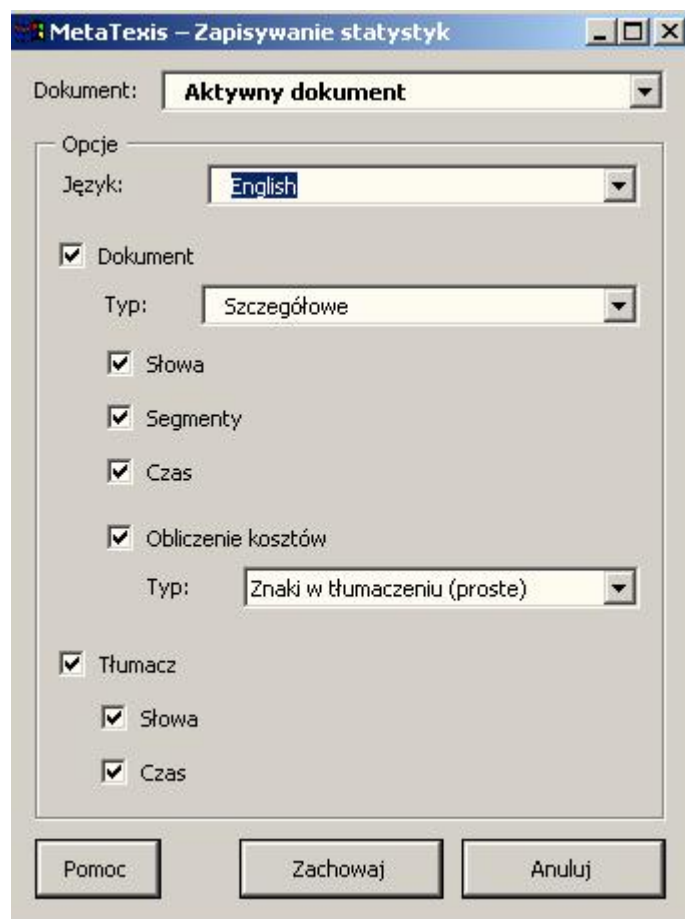 MetaTexis – Zapisywanie statystyk
Dokument: Aktywny dokument
Opcje
Język: English
Dokument
Typ: Szczegółowe
Słowa
Segmenty
Czas
Obliczenie kosztów
Typ: Znaki w tłumaczeniu (proste)
Tłumacz
Słowa
Czas
Pomoc Zachowaj Anuluj